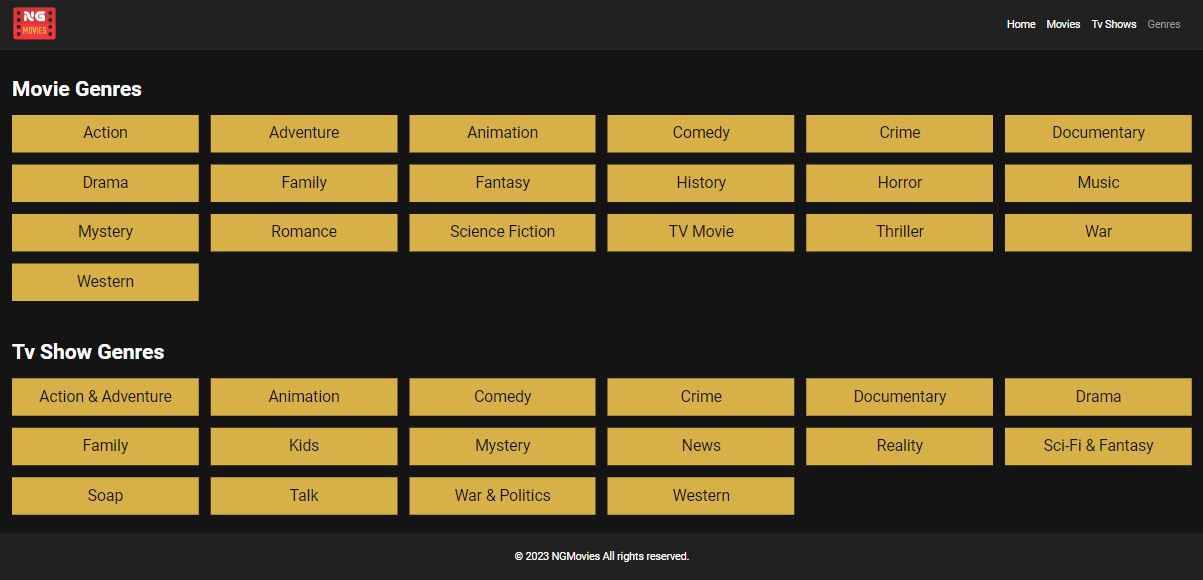 NG
MOVIES
Home Movies Tv Shows Genres
Movie Genres
Action Adventure Animation Comedy Crime Documentary
Drama Family Fantasy History Horror Music
Mystery Romance Science Fiction TV Movie Thriller War
Western
Tv Show Genres
Action & Adventure Animation Comedy Crime Documentary Drama
Family Kids Mystery News Reality Sci-Fi & Fantasy
Soap Talk War & Politics Western
© 2023 NGMovies All rights reserved.